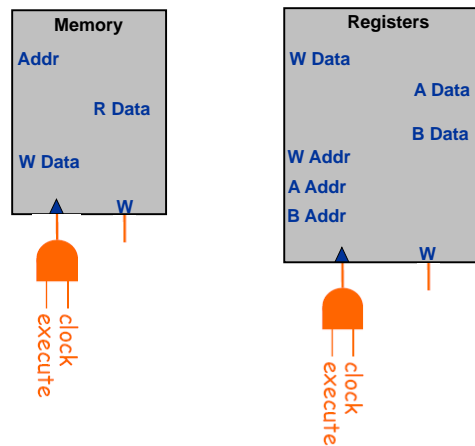 Memory
Addr
R Data
W Data
W
execute
clock
Registers
W Data
A Data
B Data
W Addr
A Addr
B Addr
W
execute
clock